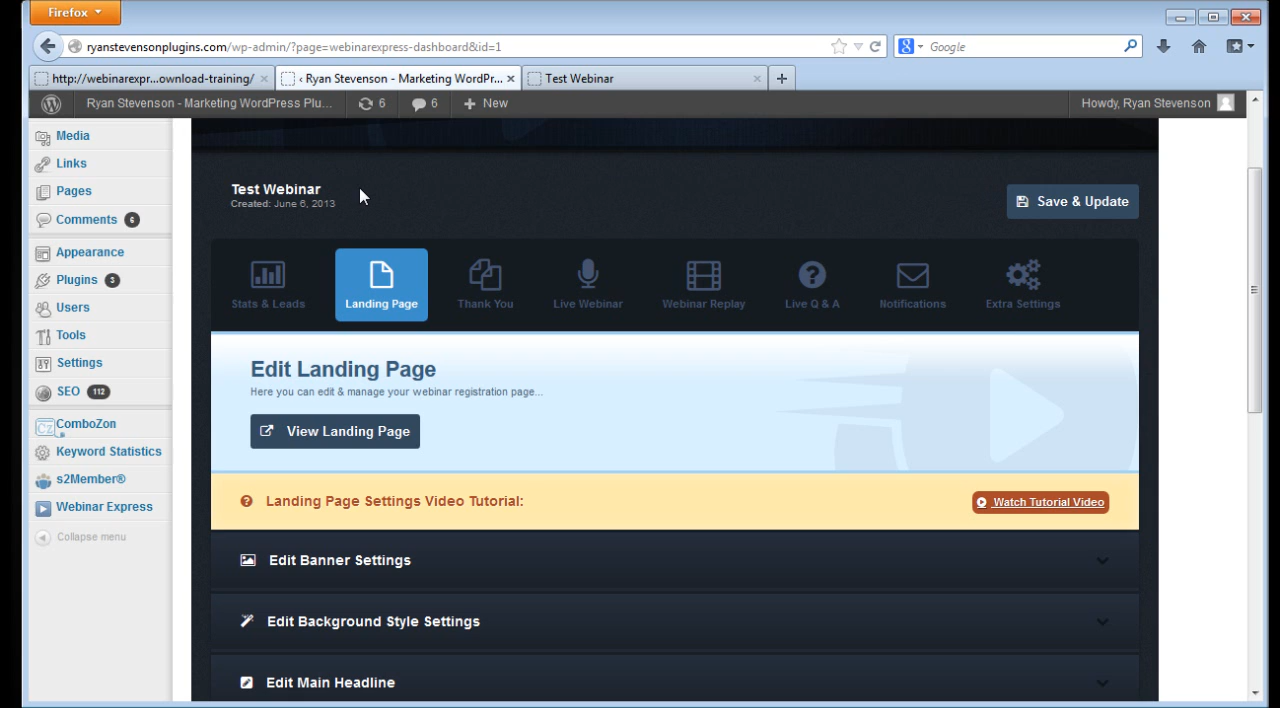 Firefox
ryanstevensonplugins.com/wp-admin/?page=webinarexpress-dashboard&id=1
Google
http://webinarexpr...ownload-training/
‹ Ryan Stevenson - Marketing WordPr...
Test Webinar
Ryan Stevenson - Marketing WordPress Plu...
6
6
New
Howdy, Ryan Stevenson
Media
Links
Pages
Comments 6
Appearance
Plugins 3
Users
Tools
Settings
SEO 112
Cz ComboZon
Keyword Statistics
s2Member®
Webinar Express
Collapse menu
Test Webinar
Created: June 6, 2013
Save & Update
Stats & Leads
Landing Page
Thank You
Live Webinar
Webinar Replay
Live Q & A
Notifications
Extra Settings
Edit Landing Page
Here you can edit & manage your webinar registration page...
View Landing Page
Landing Page Settings Video Tutorial:
Watch Tutorial Video
Edit Banner Settings
Edit Background Style Settings
Edit Main Headline